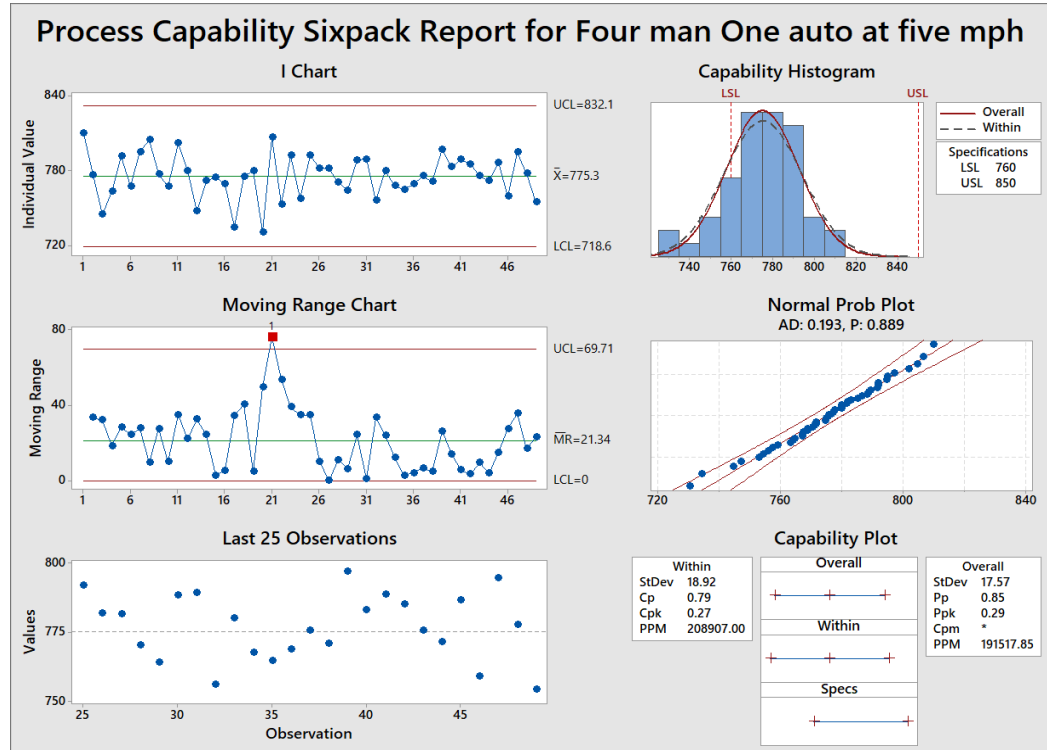 Process Capability Sixpack Report for Four man One auto at five mph
I Chart
Individual Value
840
780
720
UCL=832.1
X̅=775.3
LCL=718.6
1 6 11 16 21 26 31 36 41 46
Capability Histogram
LSL USL
740 760 780 800 820 840
Overall
Within
Specifications
LSL 760
USL 850
Moving Range Chart
Moving Range
80
40
0
1
UCL=69.71
M̅R̅=21.34
LCL=0
1 6 11 16 21 26 31 36 41 46
Normal Prob Plot
AD: 0.193, P: 0.889
720 760 800 840
Last 25 Observations
Values
800
775
750
25 30 35 40 45
Observation
Capability Plot
Within
StDev 18.92
Cp 0.79
Cpk 0.27
PPM 208907.00
Overall
Within
Specs
Overall
StDev 17.57
Pp 0.85
Ppk 0.29
Cpm *
PPM 191517.85